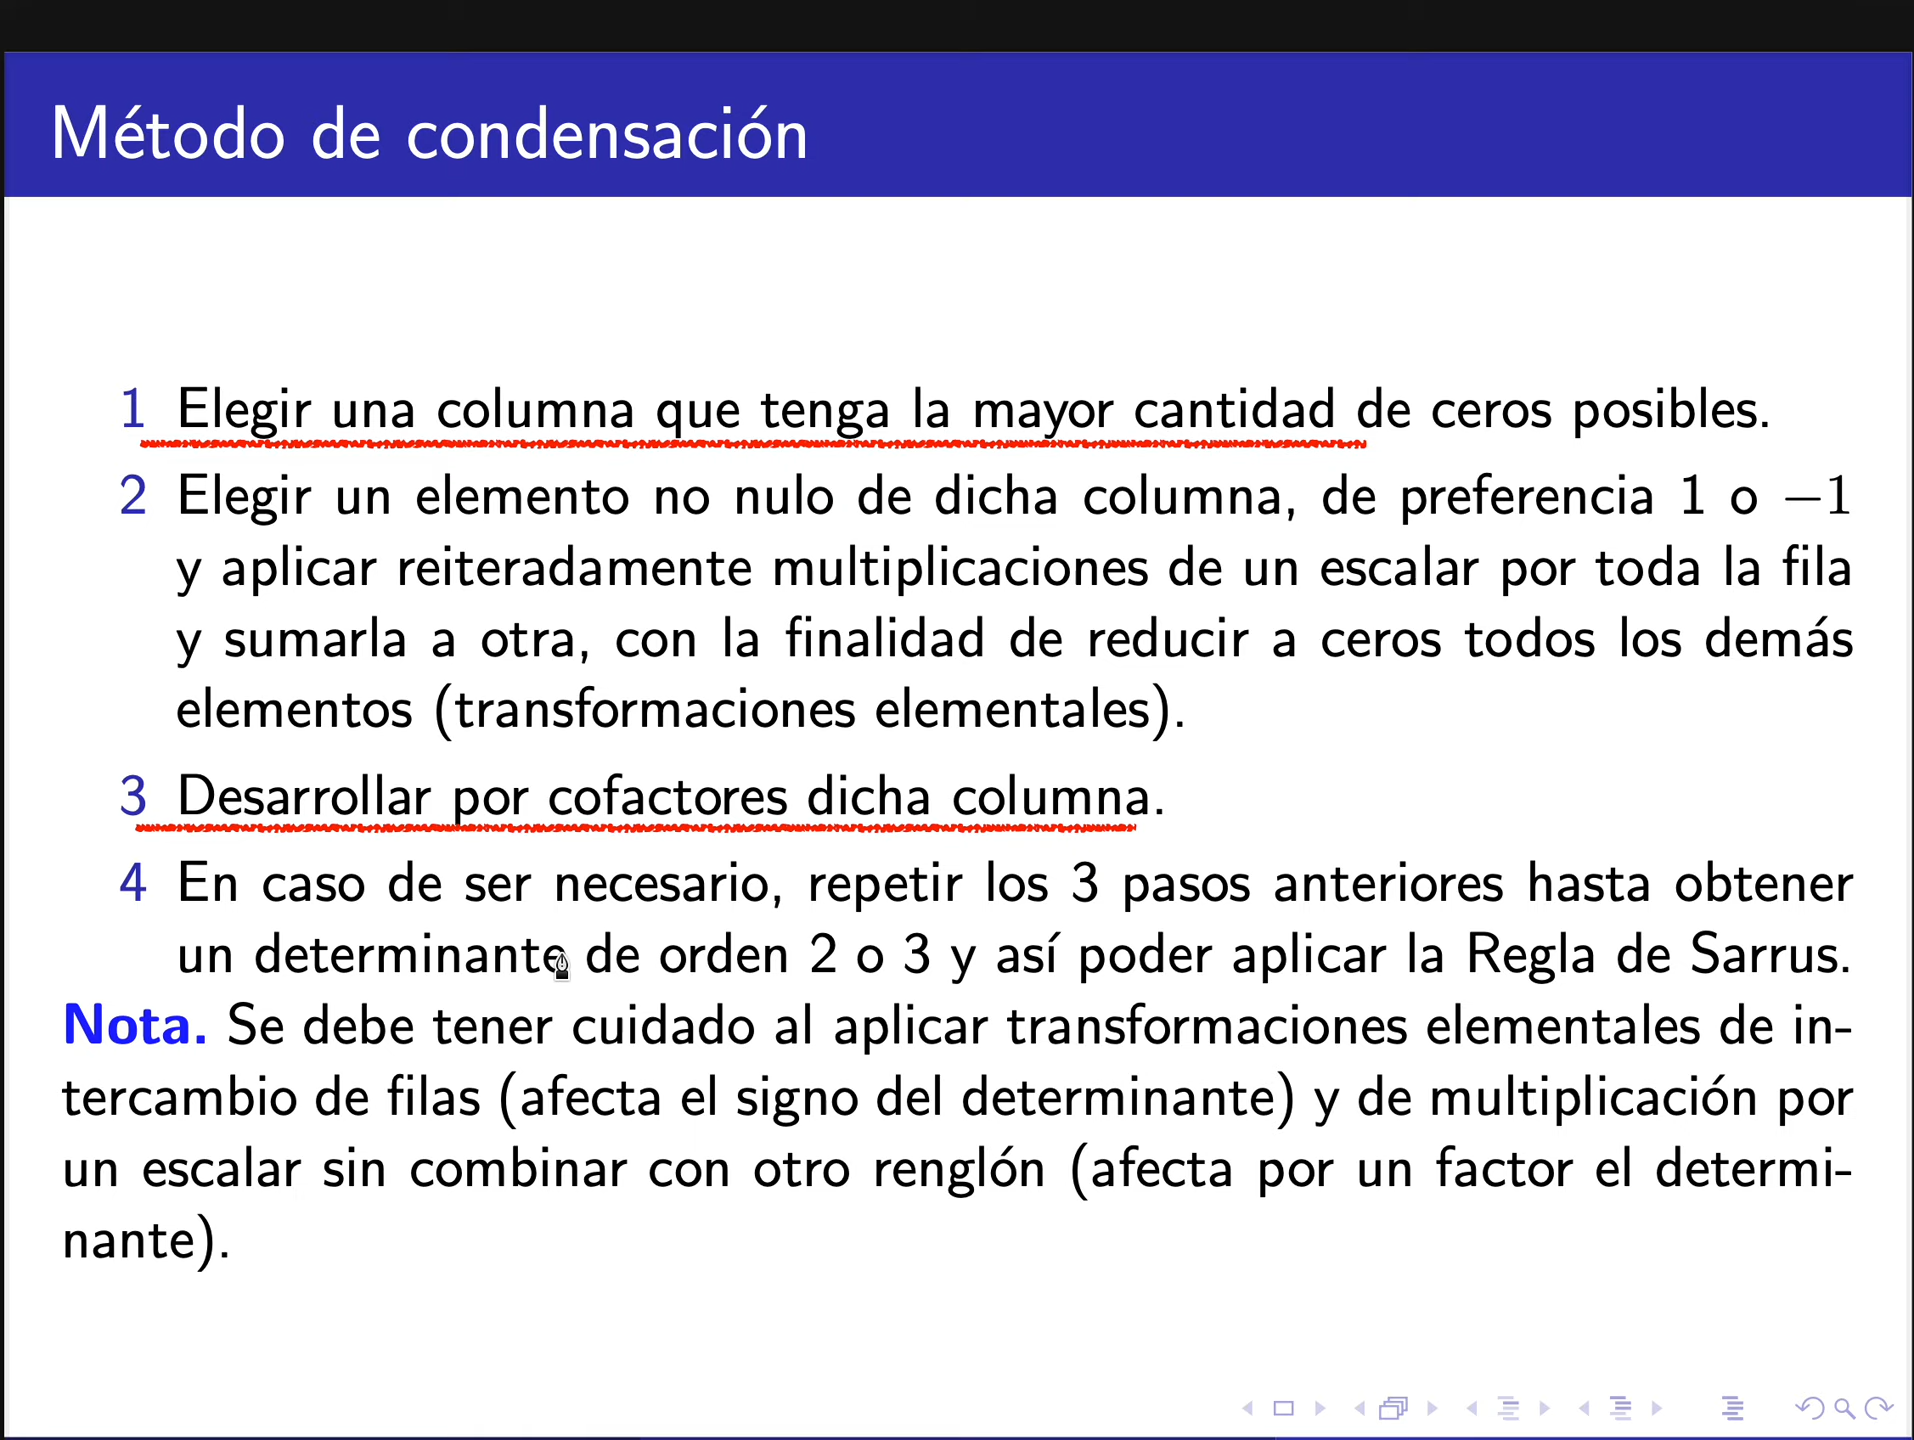 Método de condensación
1 Elegir una columna que tenga la mayor cantidad de ceros posibles.
2 Elegir un elemento no nulo de dicha columna, de preferencia 1 o −1
y aplicar reiteradamente multiplicaciones de un escalar por toda la fila
y sumarla a otra, con la finalidad de reducir a ceros todos los demás
elementos (transformaciones elementales).
3 Desarrollar por cofactores dicha columna.
4 En caso de ser necesario, repetir los 3 pasos anteriores hasta obtener
un determinante de orden 2 o 3 y así poder aplicar la Regla de Sarrus.
Nota. Se debe tener cuidado al aplicar transformaciones elementales de in-
tercambio de filas (afecta el signo del determinante) y de multiplicación por
un escalar sin combinar con otro renglón (afecta por un factor el determi-
nante).